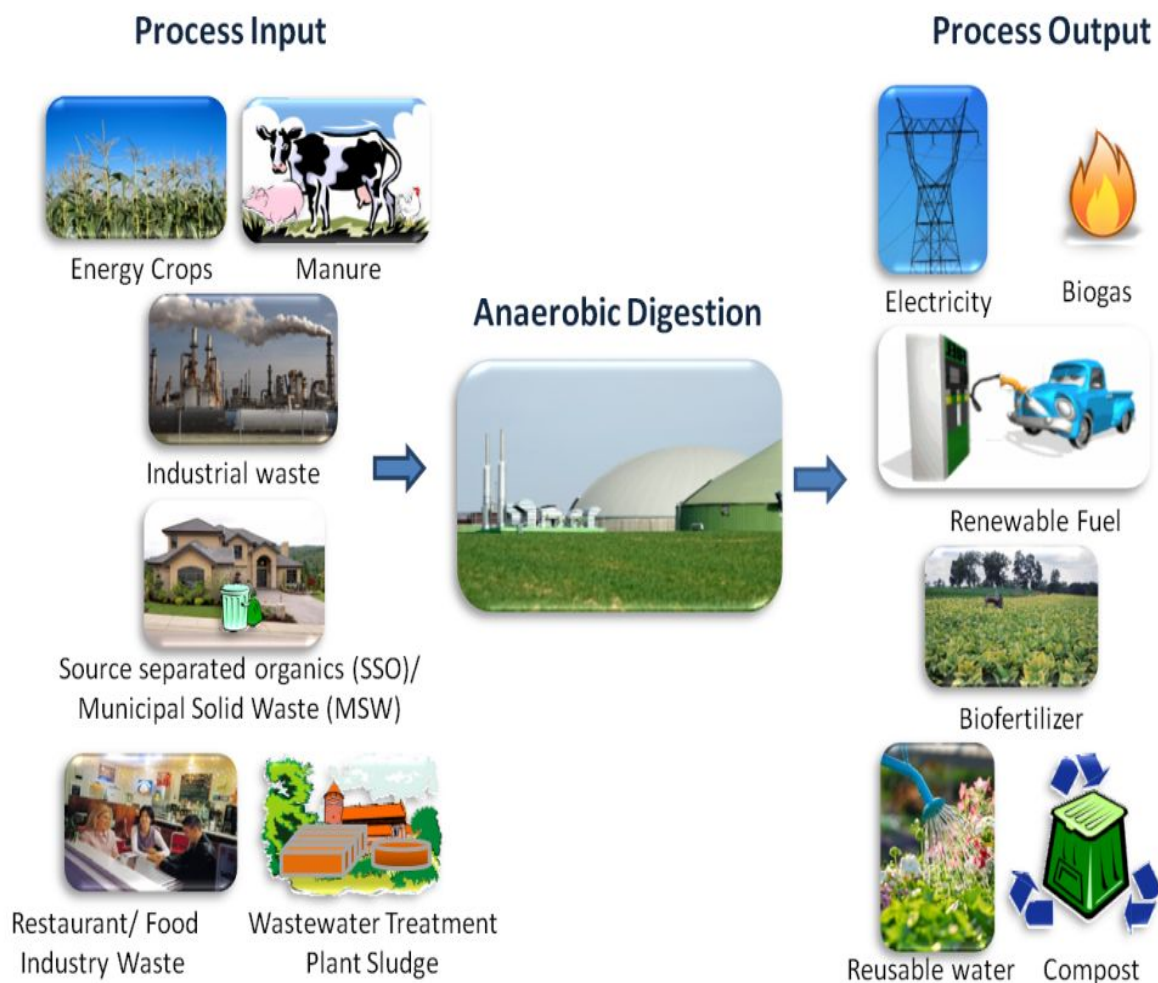 Process Input
Process Output
Energy Crops
Manure
Industrial waste
Source separated organics (SSO)/
Municipal Solid Waste (MSW)
Restaurant/ Food
Industry Waste
Wastewater Treatment
Plant Sludge
Anaerobic Digestion
Electricity
Biogas
Renewable Fuel
Biofertilizer
Reusable water
Compost